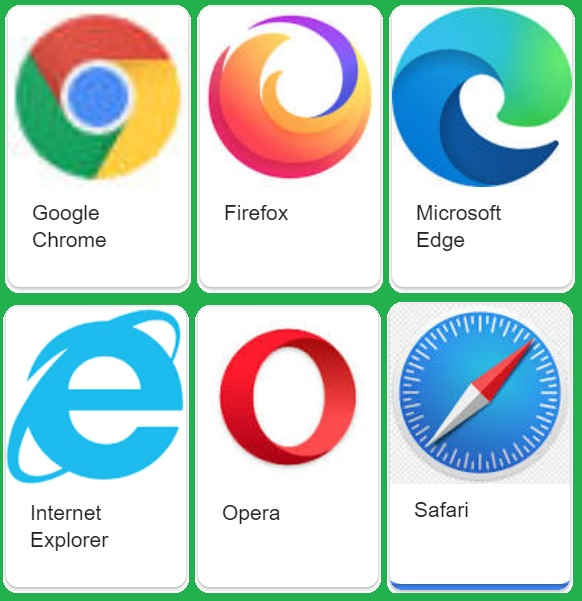 Google
Chrome
Firefox
Microsoft
Edge
Internet
Explorer
Opera
Safari